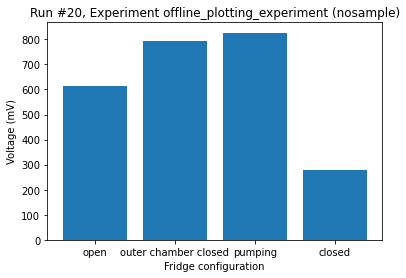 Run #20, Experiment offline_plotting_experiment (nosample)
800
700
600
500
400
300
200
100
0
Voltage (mV)
open outer chamber closed pumping closed
Fridge configuration